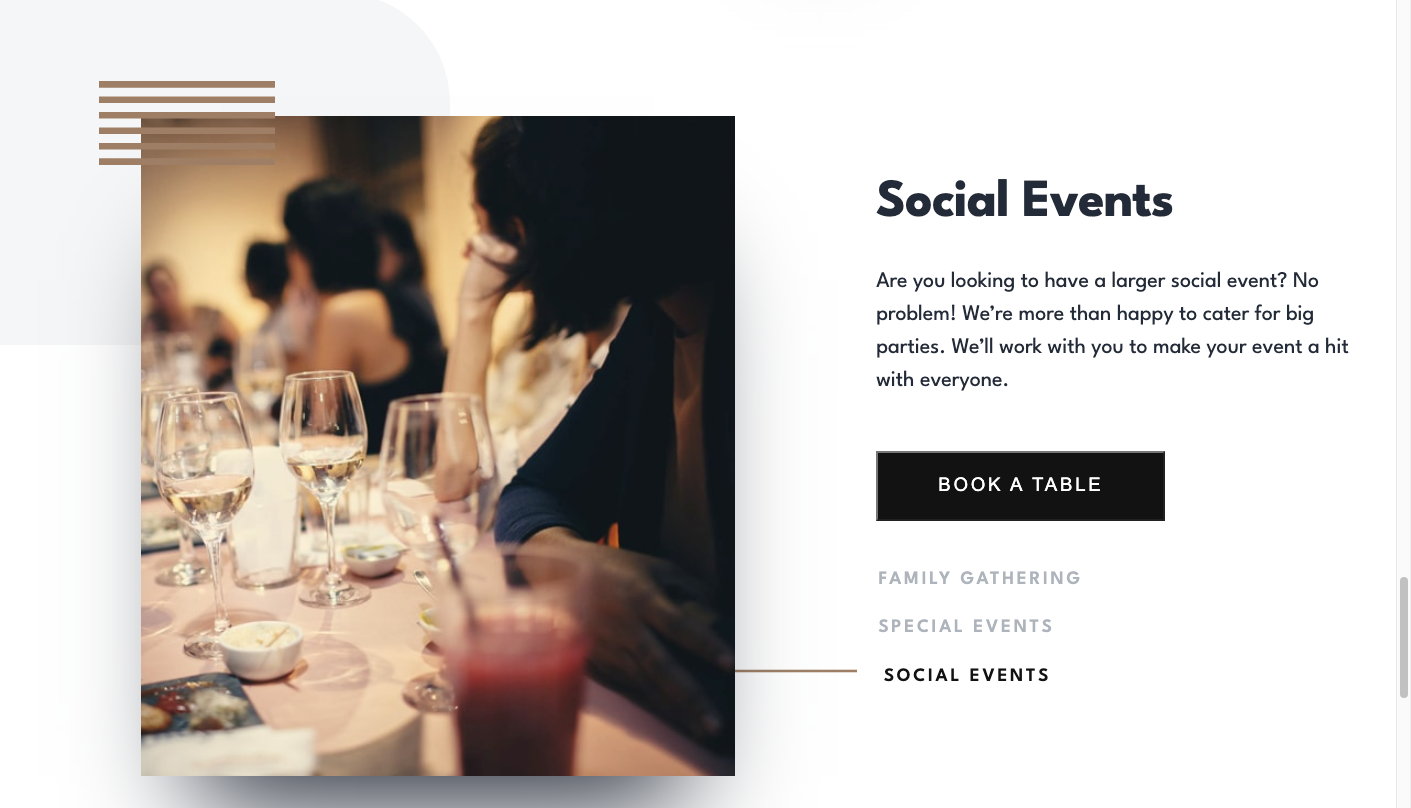 Social Events
Are you looking to have a larger social event? No
problem! We’re more than happy to cater for big
parties. We’ll work with you to make your event a hit
with everyone.
BOOK A TABLE
FAMILY GATHERING
SPECIAL EVENTS
SOCIAL EVENTS